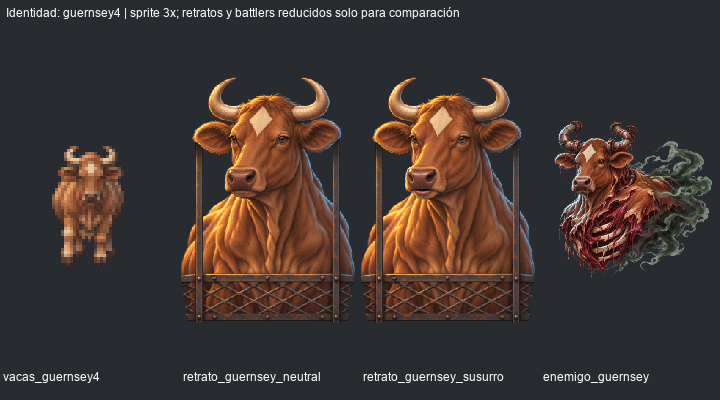 Identidad: guernsey4 | sprite 3x; retratos y battlers reducidos solo para comparación
vacas_guernsey4
retrato_guernsey_neutral
retrato_guernsey_susurro
enemigo_guernsey